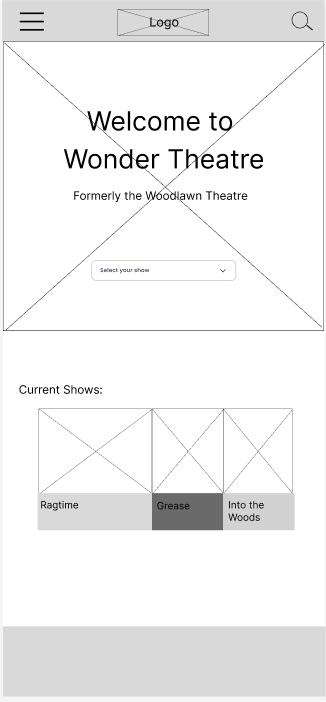 Logo
Welcome to
Wonder Theatre
Formerly the Woodlawn Theatre
Select your show
Current Shows:
Ragtime
Grease
Into the
Woods